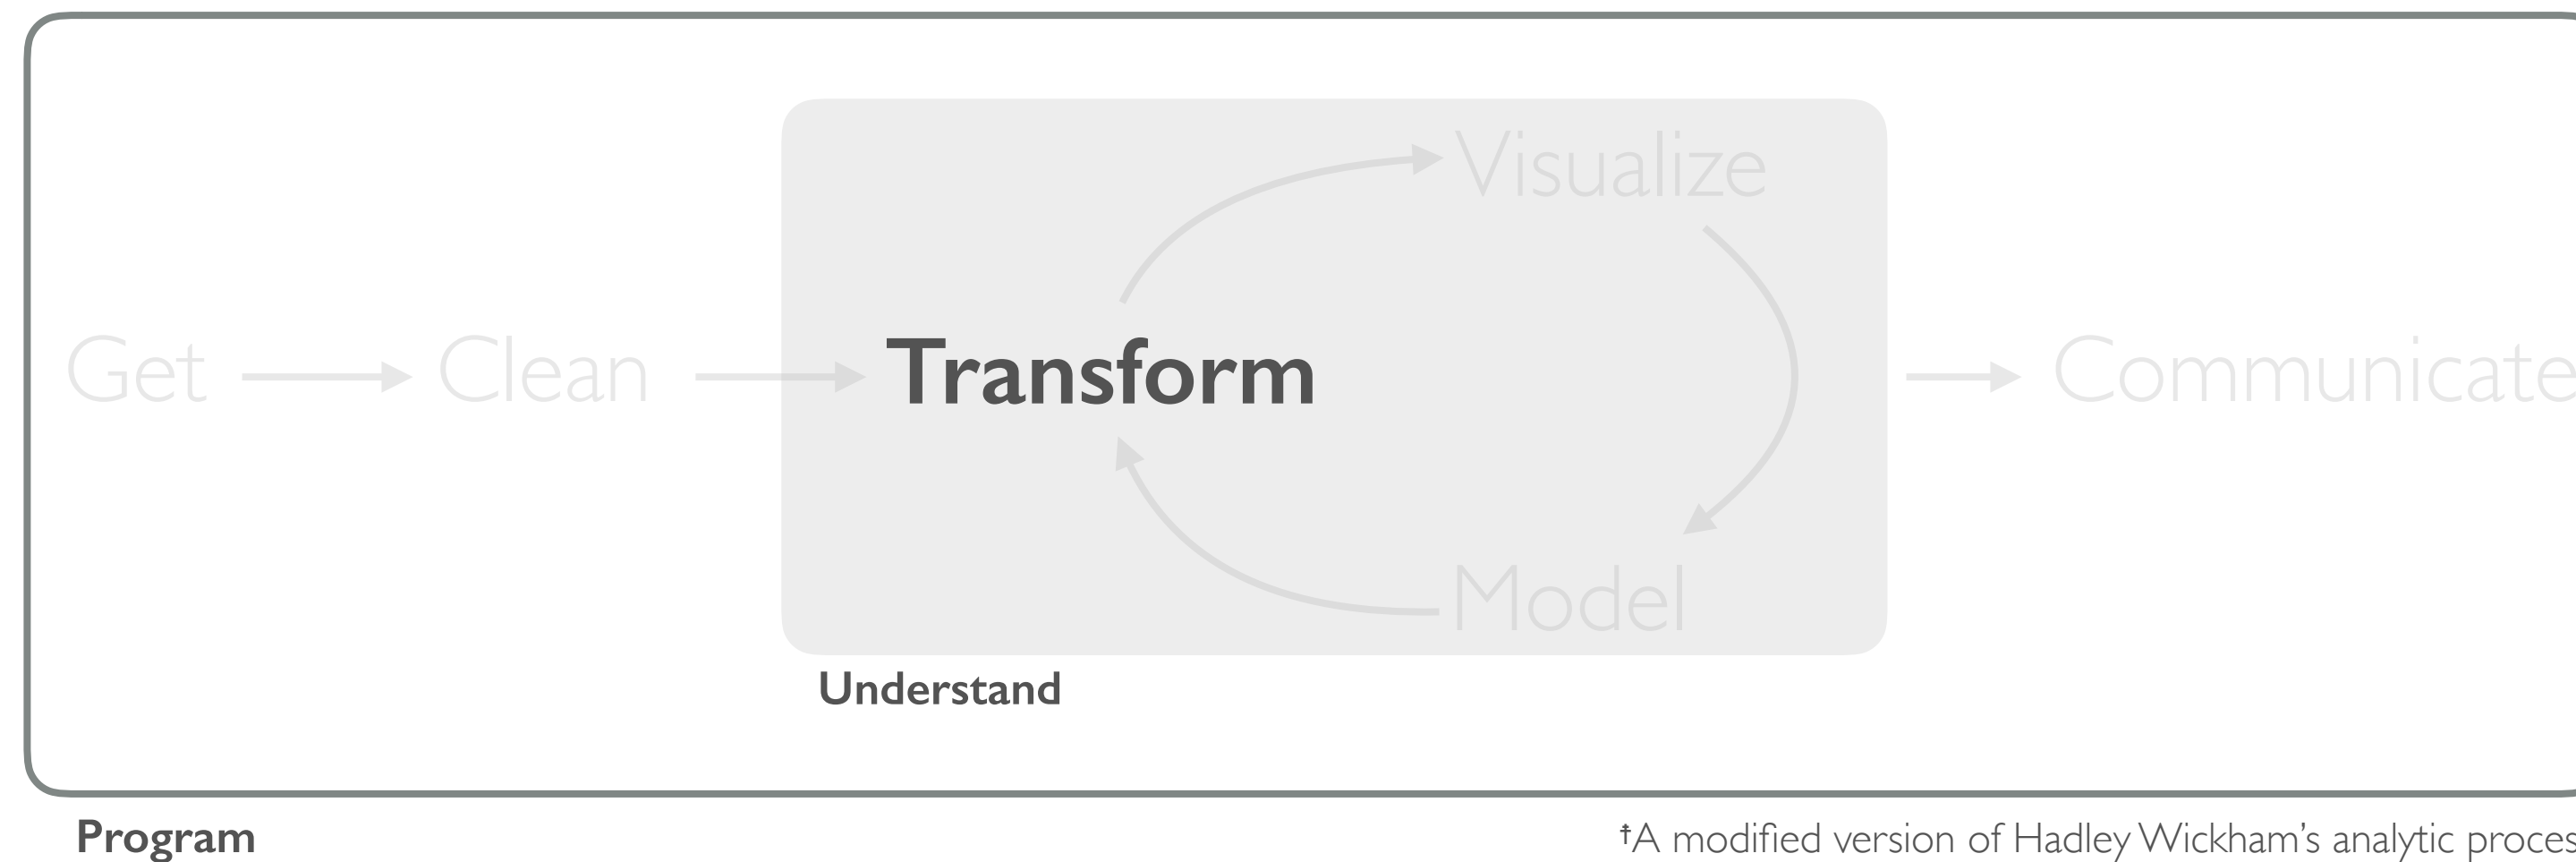 Visualize
Get Clean Transform Communicate
Model
Understand
Program
†A modified version of Hadley Wickham's analytic proces